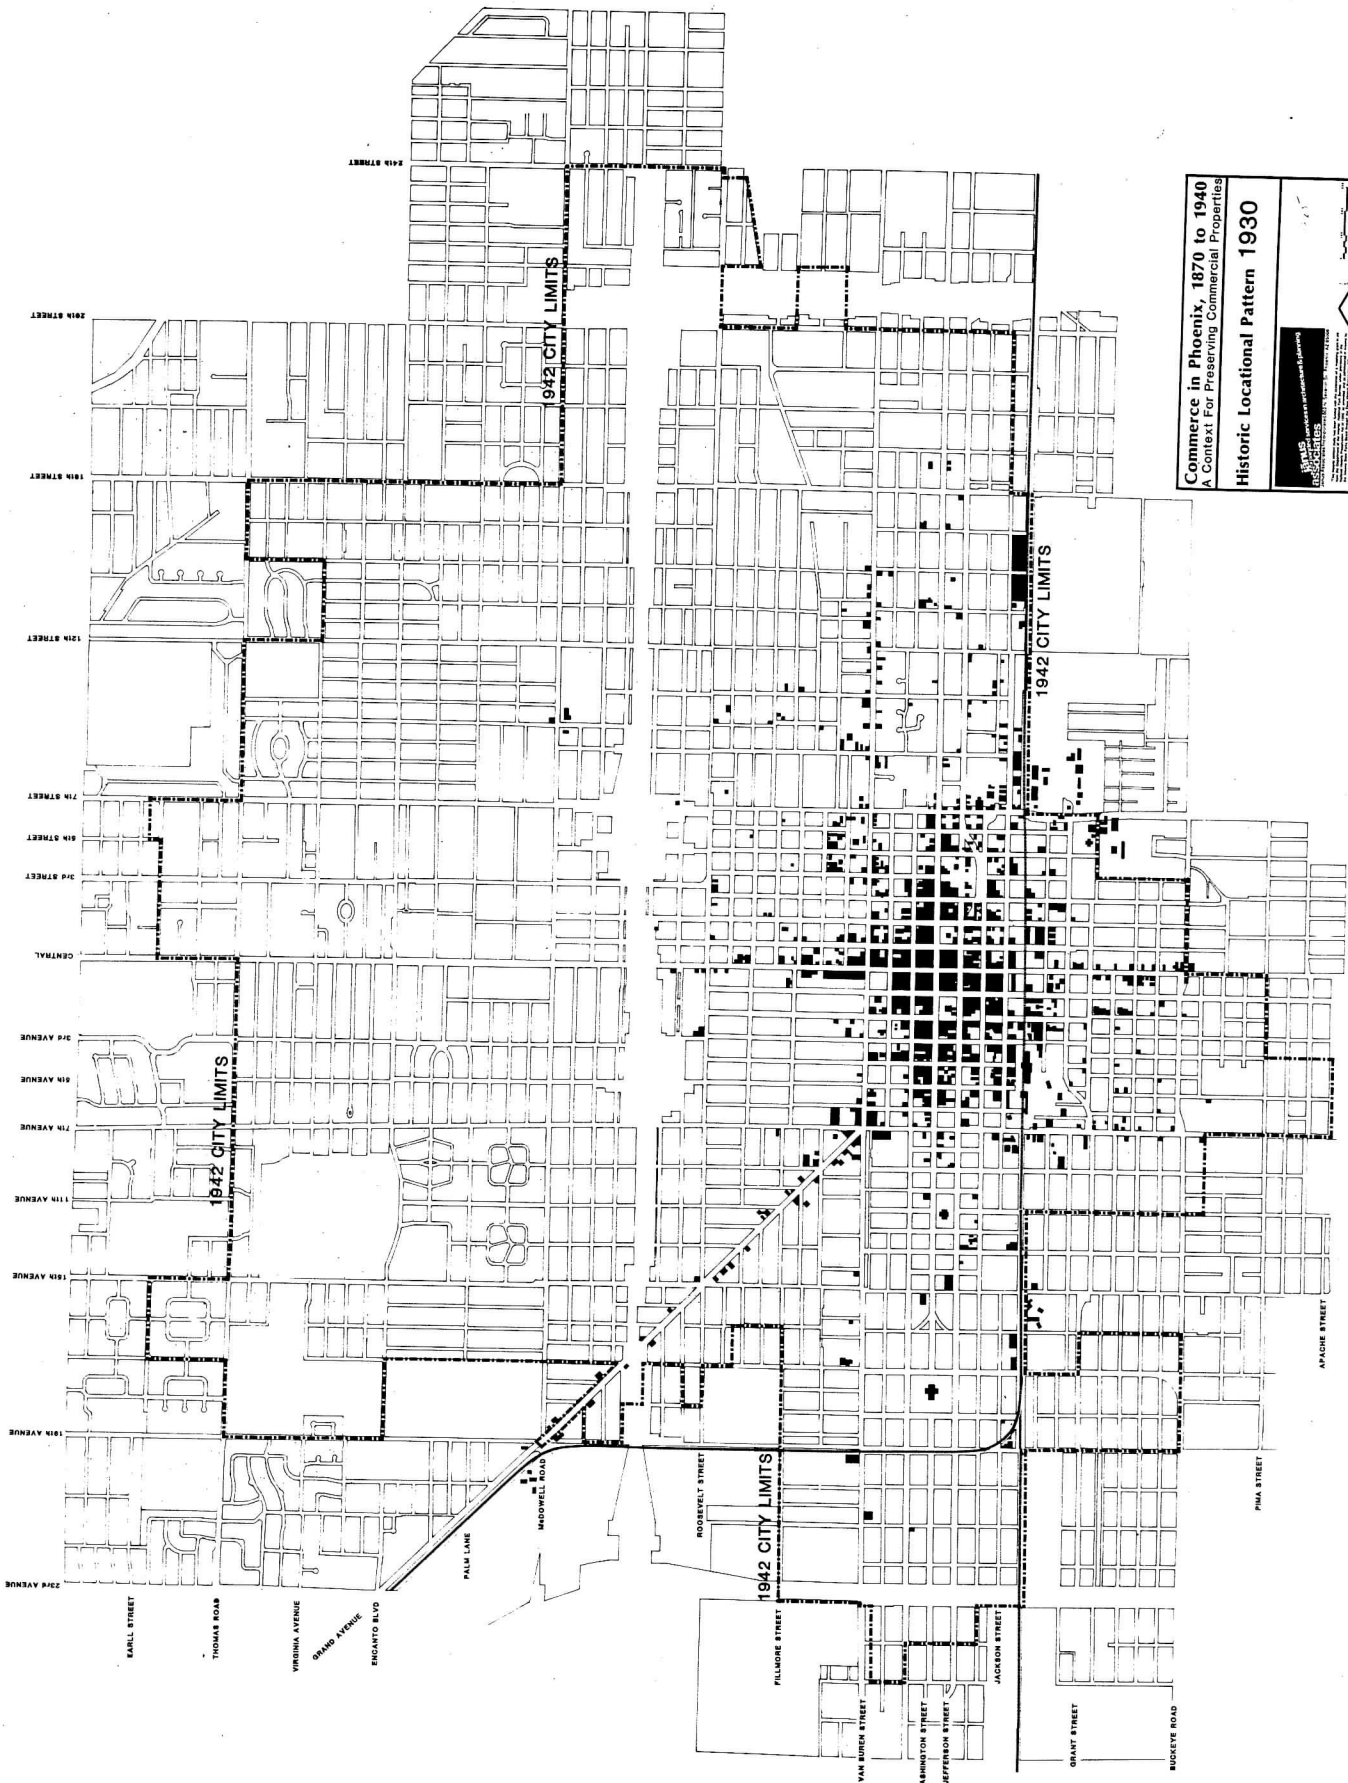 Commerce in Phoenix, 1870 to 1940
A Context For Preserving Commercial Properties
Historic Locational Pattern 1930
associates
24th STREET
20th STREET
16th STREET
12th STREET
7th STREET
5th STREET
3rd STREET
CENTRAL
3rd AVENUE
5th AVENUE
7th AVENUE
11th AVENUE
15th AVENUE
19th AVENUE
23rd AVENUE
1942 CITY LIMITS
1942 CITY LIMITS
1942 CITY LIMITS
1942 CITY LIMITS
EARLL STREET
THOMAS ROAD
VIRGINIA AVENUE
GRAND AVENUE
ENCANTO BLVD
PALM LANE
McDOWELL ROAD
ROOSEVELT STREET
FILLMORE STREET
VAN BUREN STREET
ASHINGTON STREET
JEFFERSON STREET
JACKSON STREET
GRANT STREET
BUCKEYE ROAD
PIMA STREET
APACHE STREET